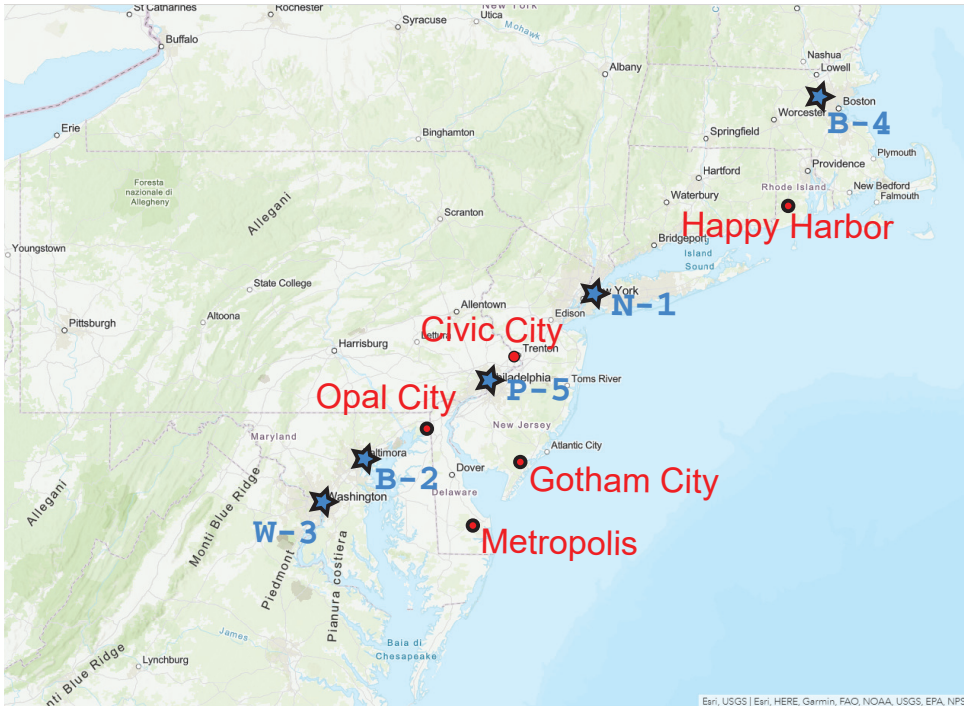 St Catharines
Rochester
New York
Syracuse
Utica
Mohawk
Buffalo
Nashua
Lowell
Albany
Boston
Worcester
B-4
Erie
Binghamton
Springfield
Plymouth
Providence
Hartford
Foresta
nazionale di
Allegheny
Rhode Island
New Bedford
Falmouth
Waterbury
Allegani
Scranton
Happy Harbor
Youngstown
Bridgeport
Island
Sound
State College
York
N-1
Allentown
Edison
Altoona
Pittsburgh
Civic City
Harrisburg
Trenton
Toms River
P-5
Opal City
New Jersey
Maryland
Atlantic City
B-2
Dover
Gotham City
Delaware
Allegani
Monti Blue Ridge
Washington
W-3
Metropolis
Piedmont
Pianura costiera
James
Baia di
Chesapeake
Lynchburg
nti Blue Ridge
Esri, USGS | Esri, HERE, Garmin, FAO, NOAA, USGS, EPA, NPS